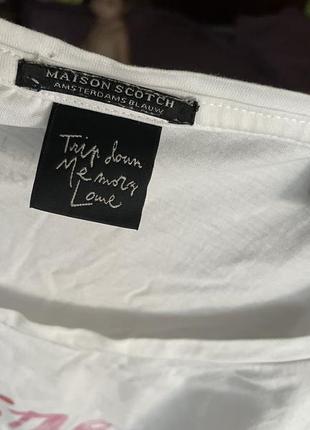 MAISON SCOTCH
AMSTERDAMS BLAUW
Trip down
Memory
Lane